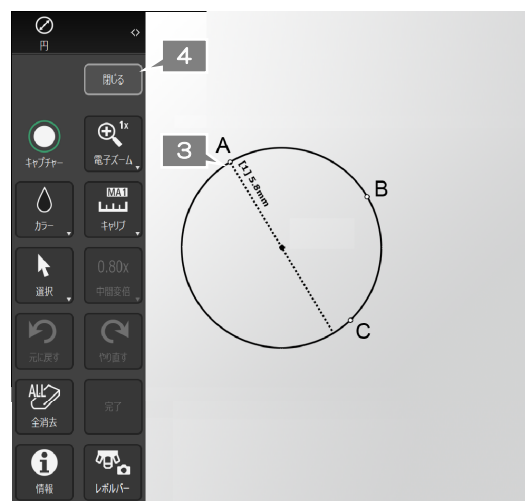 円
閉じる
4
キャプチャー
1x
電子ズーム
カラー
MA1
キャリブ
選択
0.80x
中間変倍
元に戻す
やり直す
ALL
全消去
完了
情報
レボルバー
3
A
[1] 5.8mm
B
C